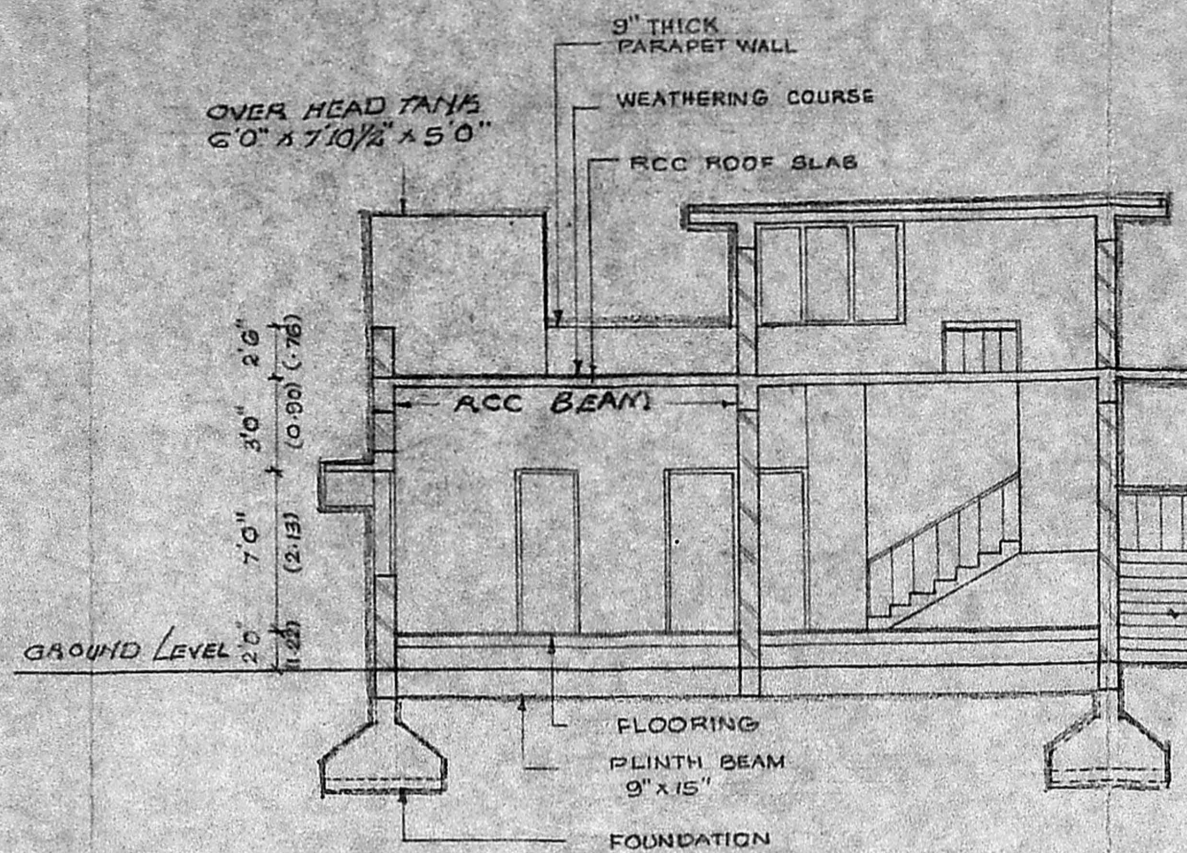 9" THICK
PARAPET WALL
OVER HEAD TANK
6'0" x 7'10½" x 5'0"
WEATHERING COURSE
RCC ROOF SLAB
2'6"
(.76)
RCC BEAM
3'0"
(0.90)
7'0"
(2.13)
GROUND LEVEL
2'0"
(1.22)
FLOORING
PLINTH BEAM
9" x 15"
FOUNDATION